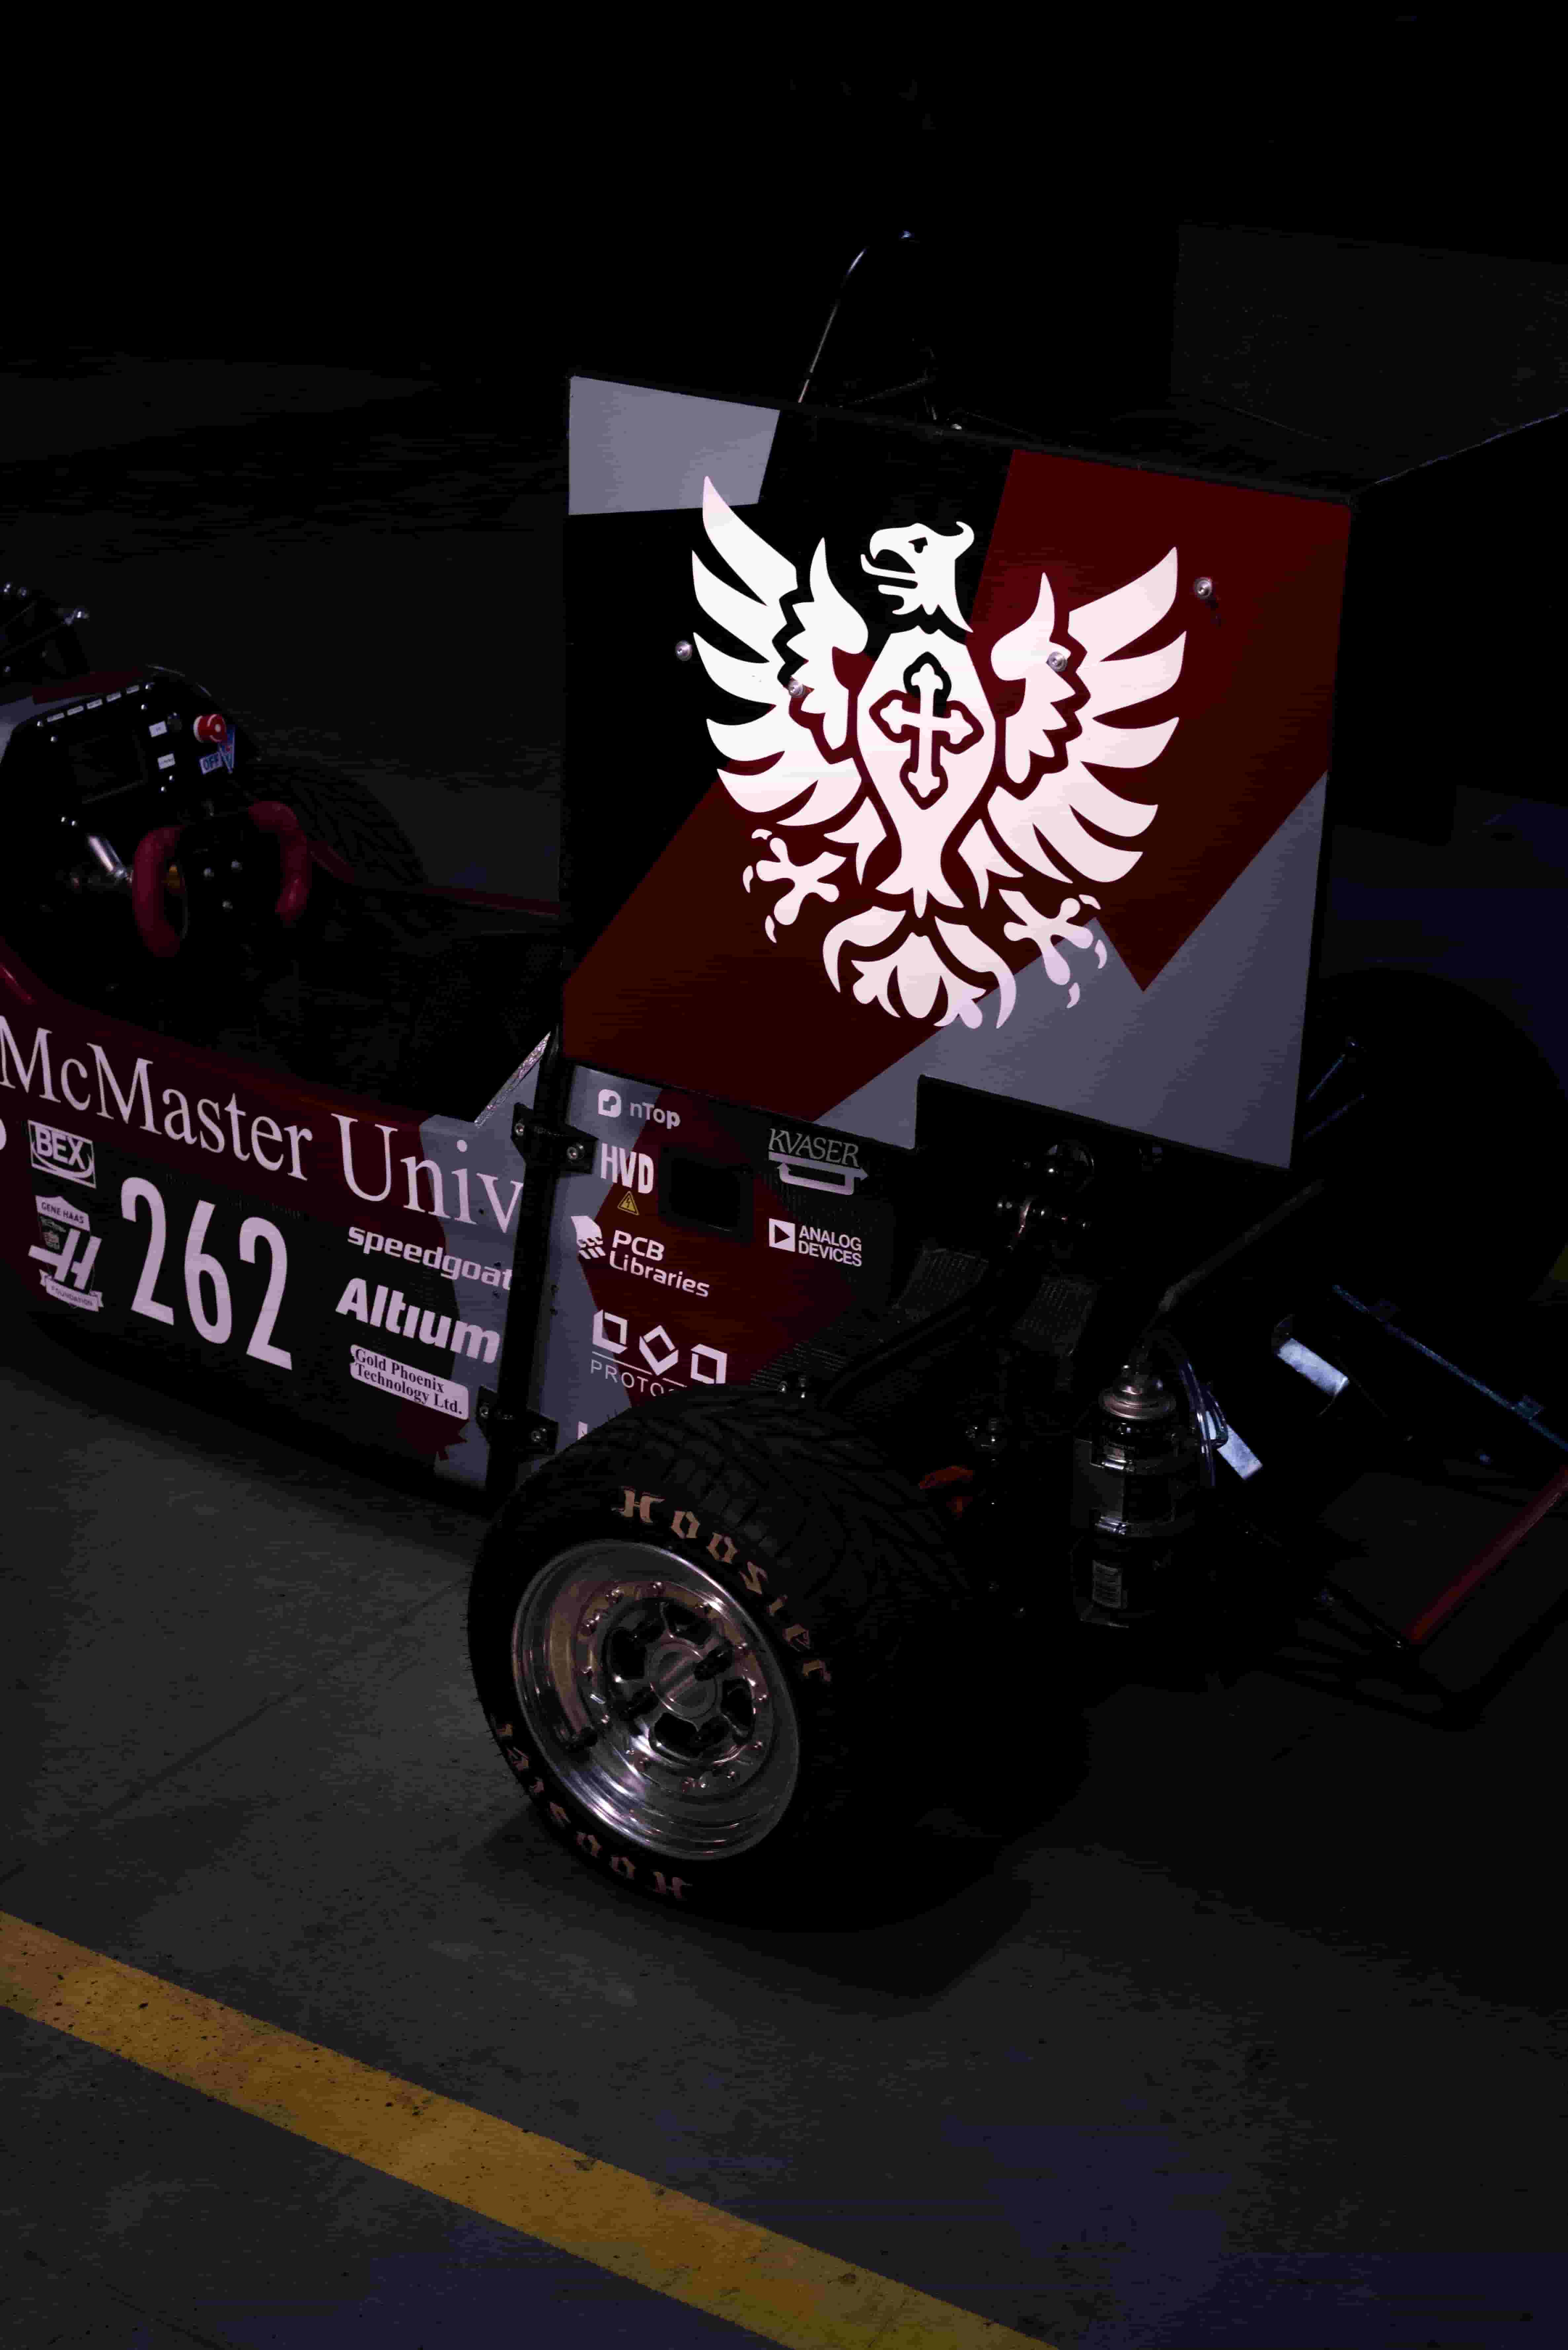 OFF
McMaster Univ
BEX
GENE HAAS
FOUNDATION
262
speedgoat
Altium
Gold Phoenix
Technology Ltd.
nTop
HVD
KVASER
PCB
Libraries
ANALOG
DEVICES
PROTO
Hoosier
Hoosier